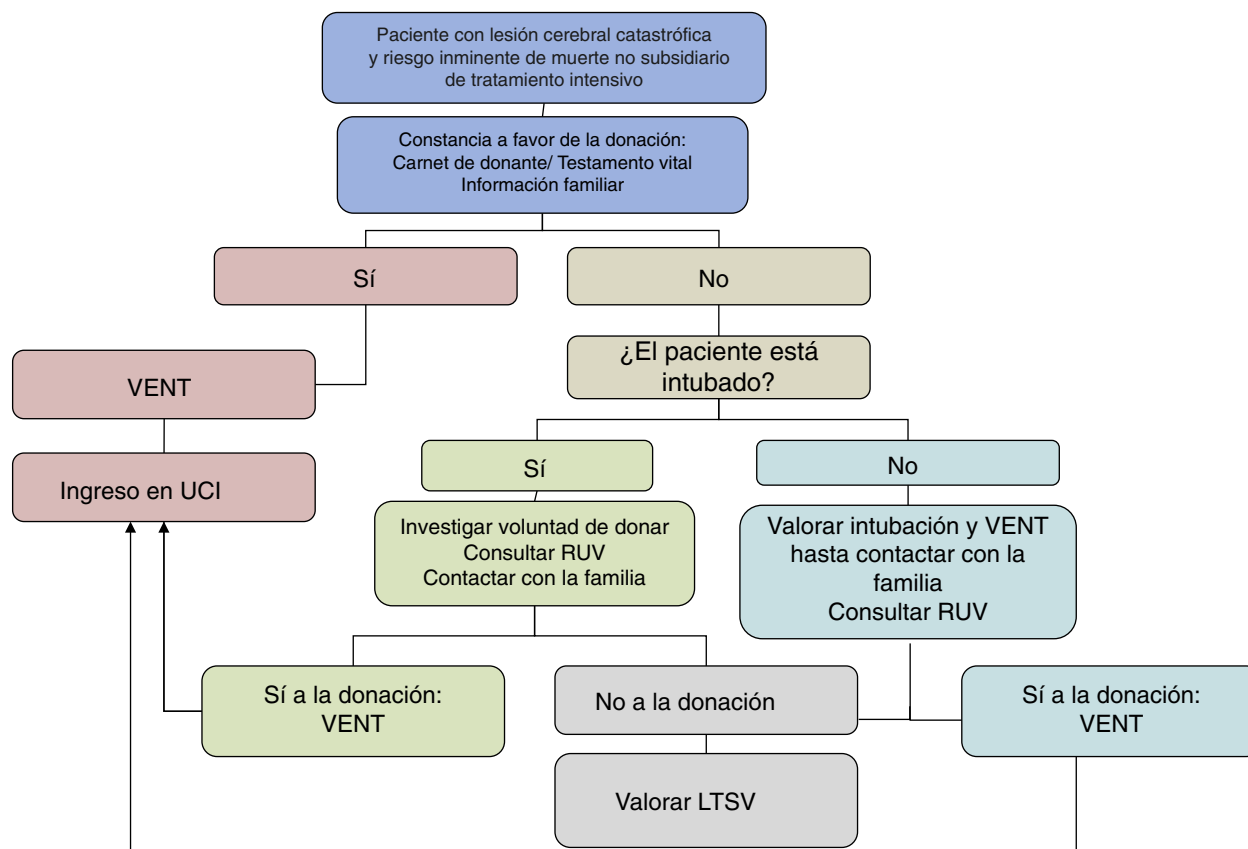 Paciente con lesión cerebral catastrófica
y riesgo inminente de muerte no subsidiario
de tratamiento intensivo
Constancia a favor de la donación:
Carnet de donante/ Testamento vital
Información familiar
Sí
No
¿El paciente está
intubado?
VENT
Sí
No
Ingreso en UCI
Investigar voluntad de donar
Consultar RUV
Contactar con la familia
Valorar intubación y VENT
hasta contactar con la
familia
Consultar RUV
Sí a la donación:
VENT
No a la donación
Sí a la donación:
VENT
Valorar LTSV